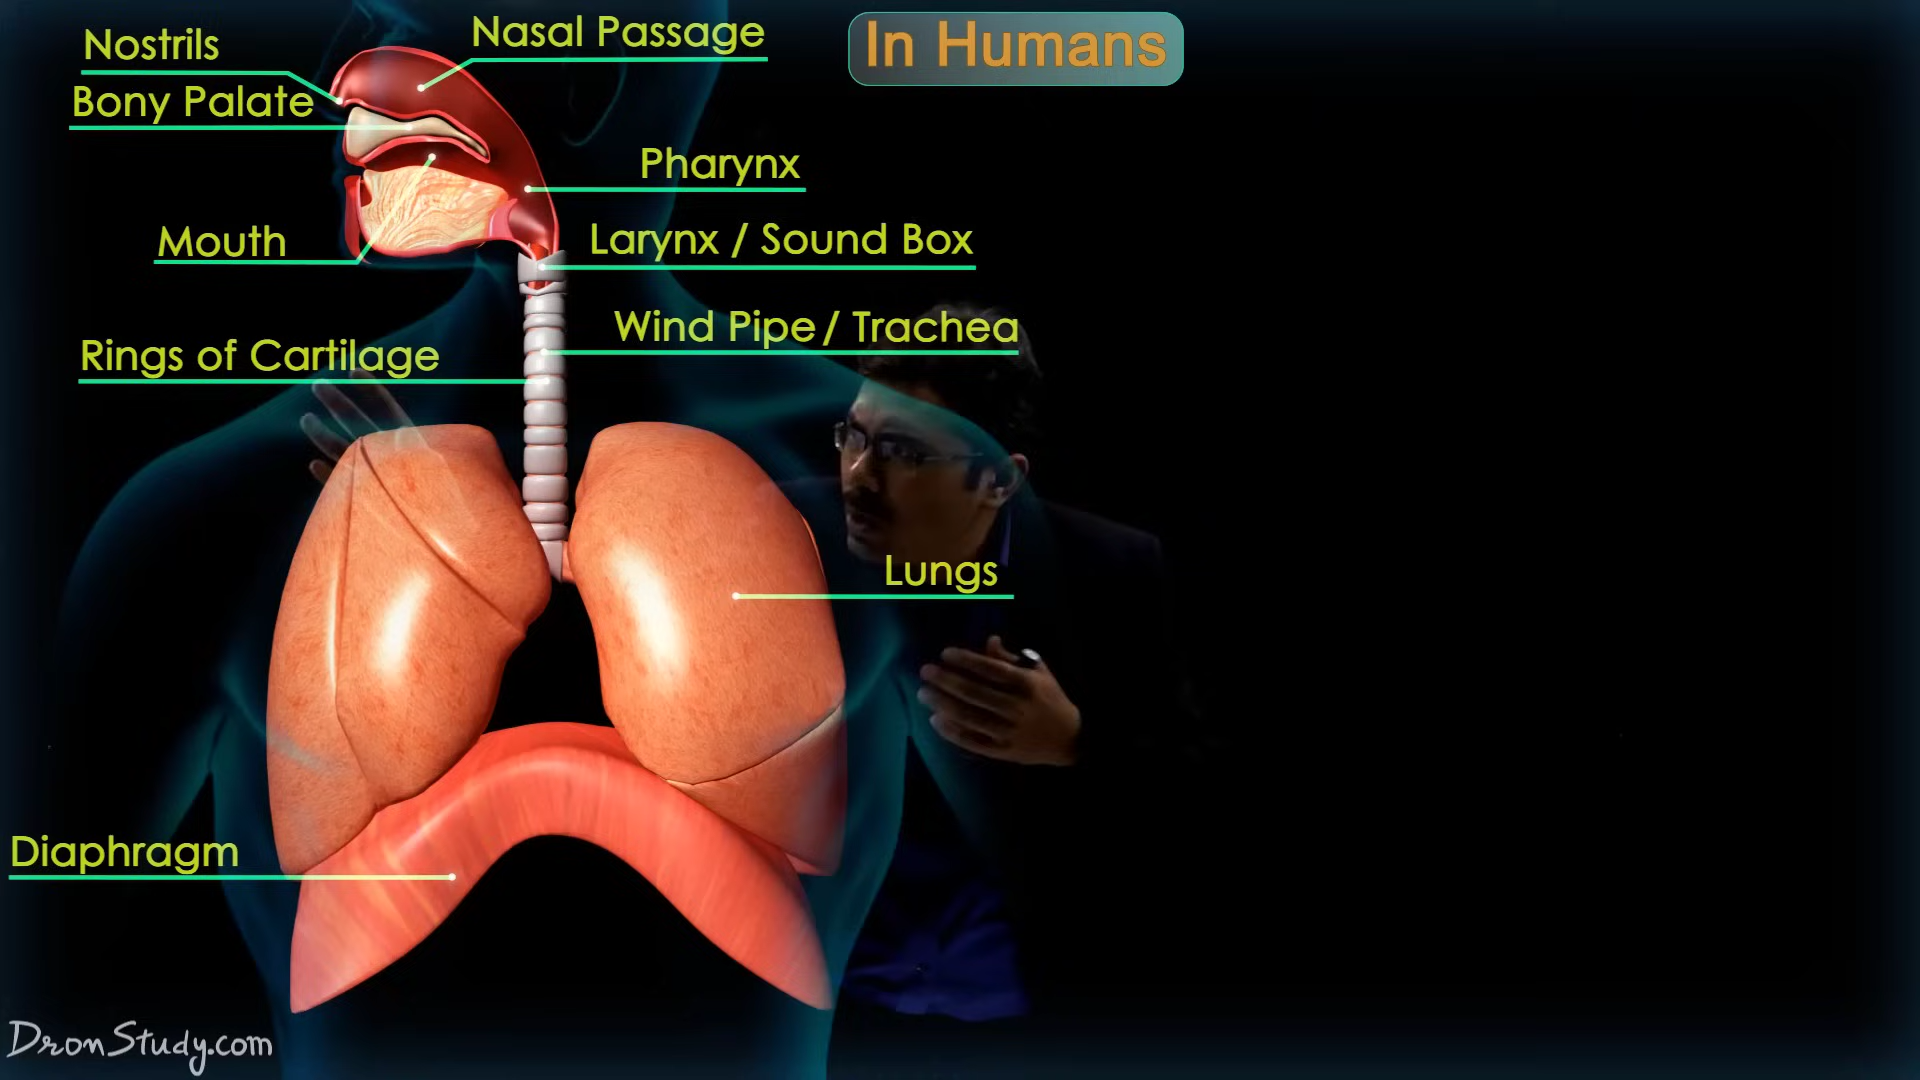 In Humans
Nostrils
Nasal Passage
Bony Palate
Pharynx
Mouth
Larynx / Sound Box
Wind Pipe / Trachea
Rings of Cartilage
Lungs
Diaphragm
DronStudy.com